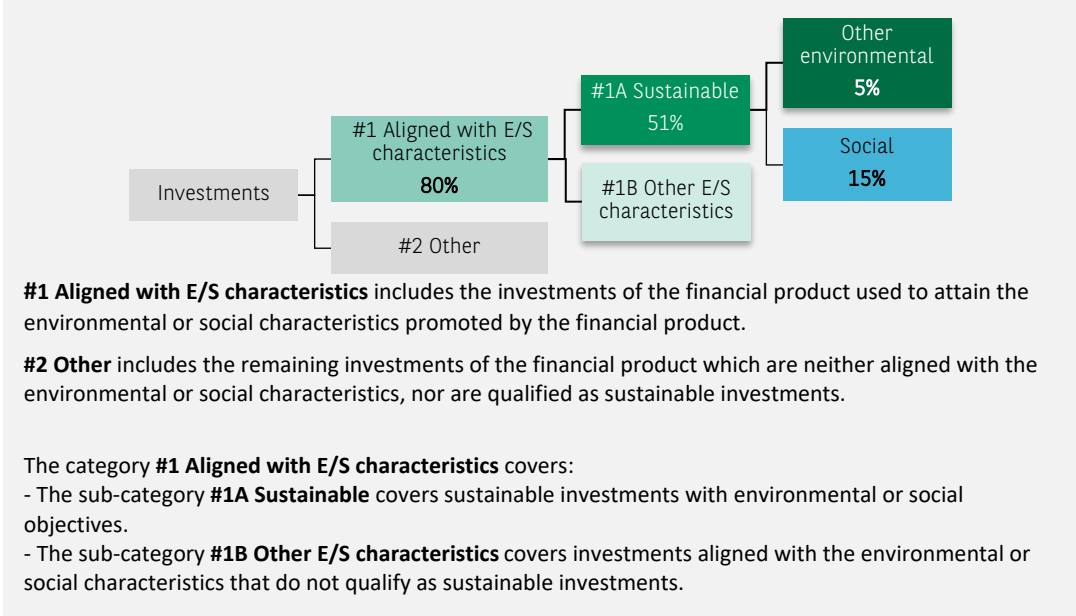 Other
environmental
5%
#1A Sustainable
51%
#1 Aligned with E/S
characteristics
80%
Social
15%
Investments
#1B Other E/S
characteristics
#2 Other
#1 Aligned with E/S characteristics includes the investments of the financial product used to attain the
environmental or social characteristics promoted by the financial product.
#2 Other includes the remaining investments of the financial product which are neither aligned with the
environmental or social characteristics, nor are qualified as sustainable investments.
The category #1 Aligned with E/S characteristics covers:
- The sub-category #1A Sustainable covers sustainable investments with environmental or social
objectives.
- The sub-category #1B Other E/S characteristics covers investments aligned with the environmental or
social characteristics that do not qualify as sustainable investments.